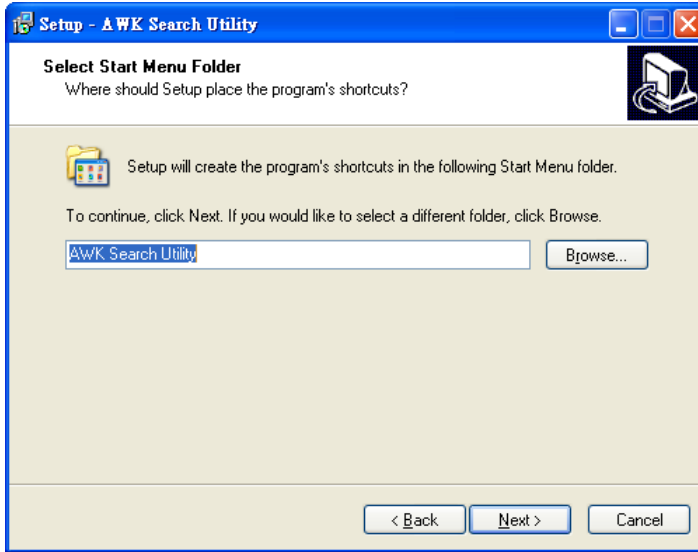 Setup - AWK Search Utility
Select Start Menu Folder
Where should Setup place the program's shortcuts?
Setup will create the program's shortcuts in the following Start Menu folder.
To continue, click Next. If you would like to select a different folder, click Browse.
AWK Search Utility
Browse...
< Back
Next >
Cancel